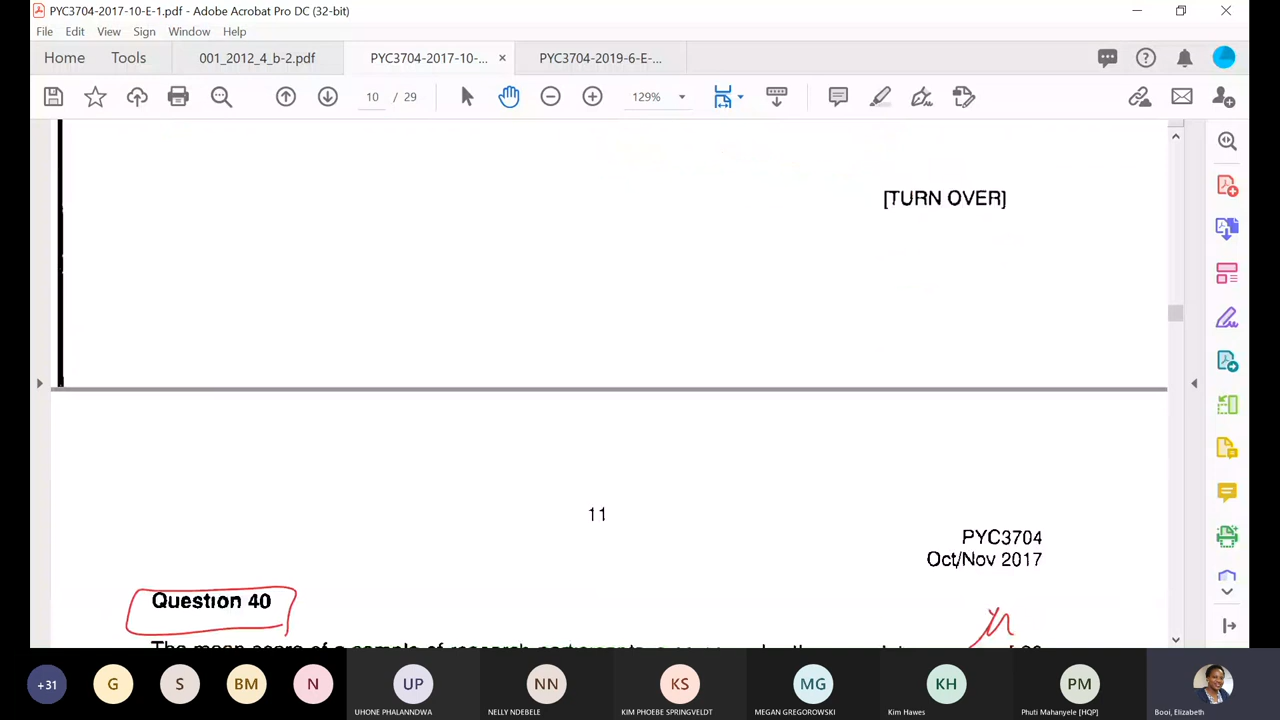 PYC3704-2017-10-E-1.pdf - Adobe Acrobat Pro DC (32-bit)
File Edit View Sign Window Help
Home Tools 001_2012_4_b-2.pdf PYC3704-2017-10-... × PYC3704-2019-6-E-...
10 / 29 129%
[TURN OVER]
11
PYC3704
Oct/Nov 2017
Question 40
+31 G S BM N UP NN KS MG KH PM
UHONE PHALANNDWA NELLY NDEBELE KIM PHOEBE SPRINGVELDT MEGAN GREGOROWSKI Kim Hawes Phuti Mahanyele [HQP] Booi, Elizabeth